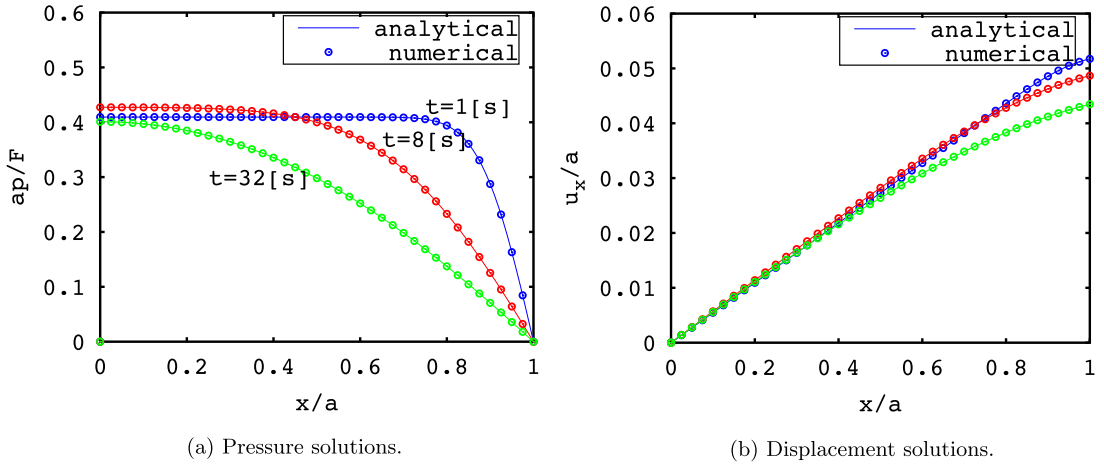 analytical
numerical
0.6
0.5
0.4
0.3
0.2
0.1
0
ap/F
t=1[s]
t=8[s]
t=32[s]
0 0.2 0.4 0.6 0.8 1
x/a
(a) Pressure solutions.
analytical
numerical
0.06
0.05
0.04
0.03
0.02
0.01
0
uₓ/a
0 0.2 0.4 0.6 0.8 1
x/a
(b) Displacement solutions.